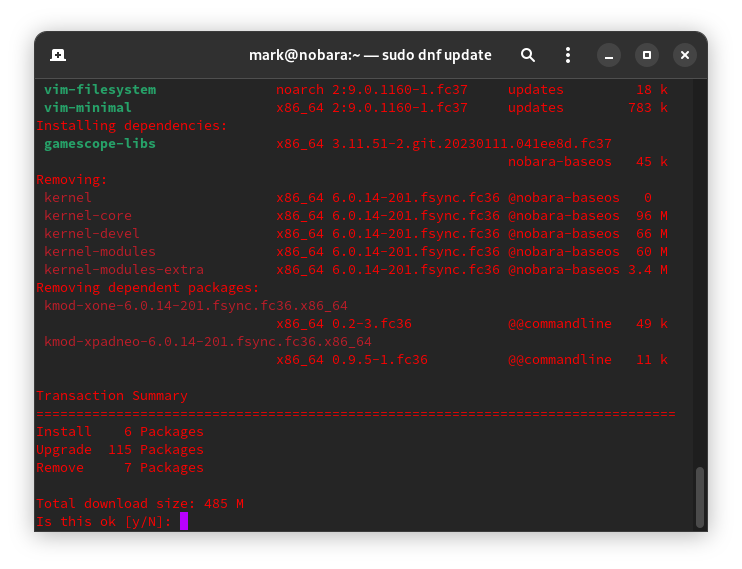 mark@nobara:~ — sudo dnf update
vim-filesystem noarch 2:9.0.1160-1.fc37 updates 18 k
vim-minimal x86_64 2:9.0.1160-1.fc37 updates 783 k
Installing dependencies:
gamescope-libs x86_64 3.11.51-2.git.20230111.041ee8d.fc37
nobara-baseos 45 k
Removing:
kernel x86_64 6.0.14-201.fsync.fc36 @nobara-baseos 0
kernel-core x86_64 6.0.14-201.fsync.fc36 @nobara-baseos 96 M
kernel-devel x86_64 6.0.14-201.fsync.fc36 @nobara-baseos 66 M
kernel-modules x86_64 6.0.14-201.fsync.fc36 @nobara-baseos 60 M
kernel-modules-extra x86_64 6.0.14-201.fsync.fc36 @nobara-baseos 3.4 M
Removing dependent packages:
kmod-xone-6.0.14-201.fsync.fc36.x86_64
x86_64 0.2-3.fc36 @@commandline 49 k
kmod-xpadneo-6.0.14-201.fsync.fc36.x86_64
x86_64 0.9.5-1.fc36 @@commandline 11 k
Transaction Summary
================================================================================
Install 6 Packages
Upgrade 115 Packages
Remove 7 Packages
Total download size: 485 M
Is this ok [y/N]: